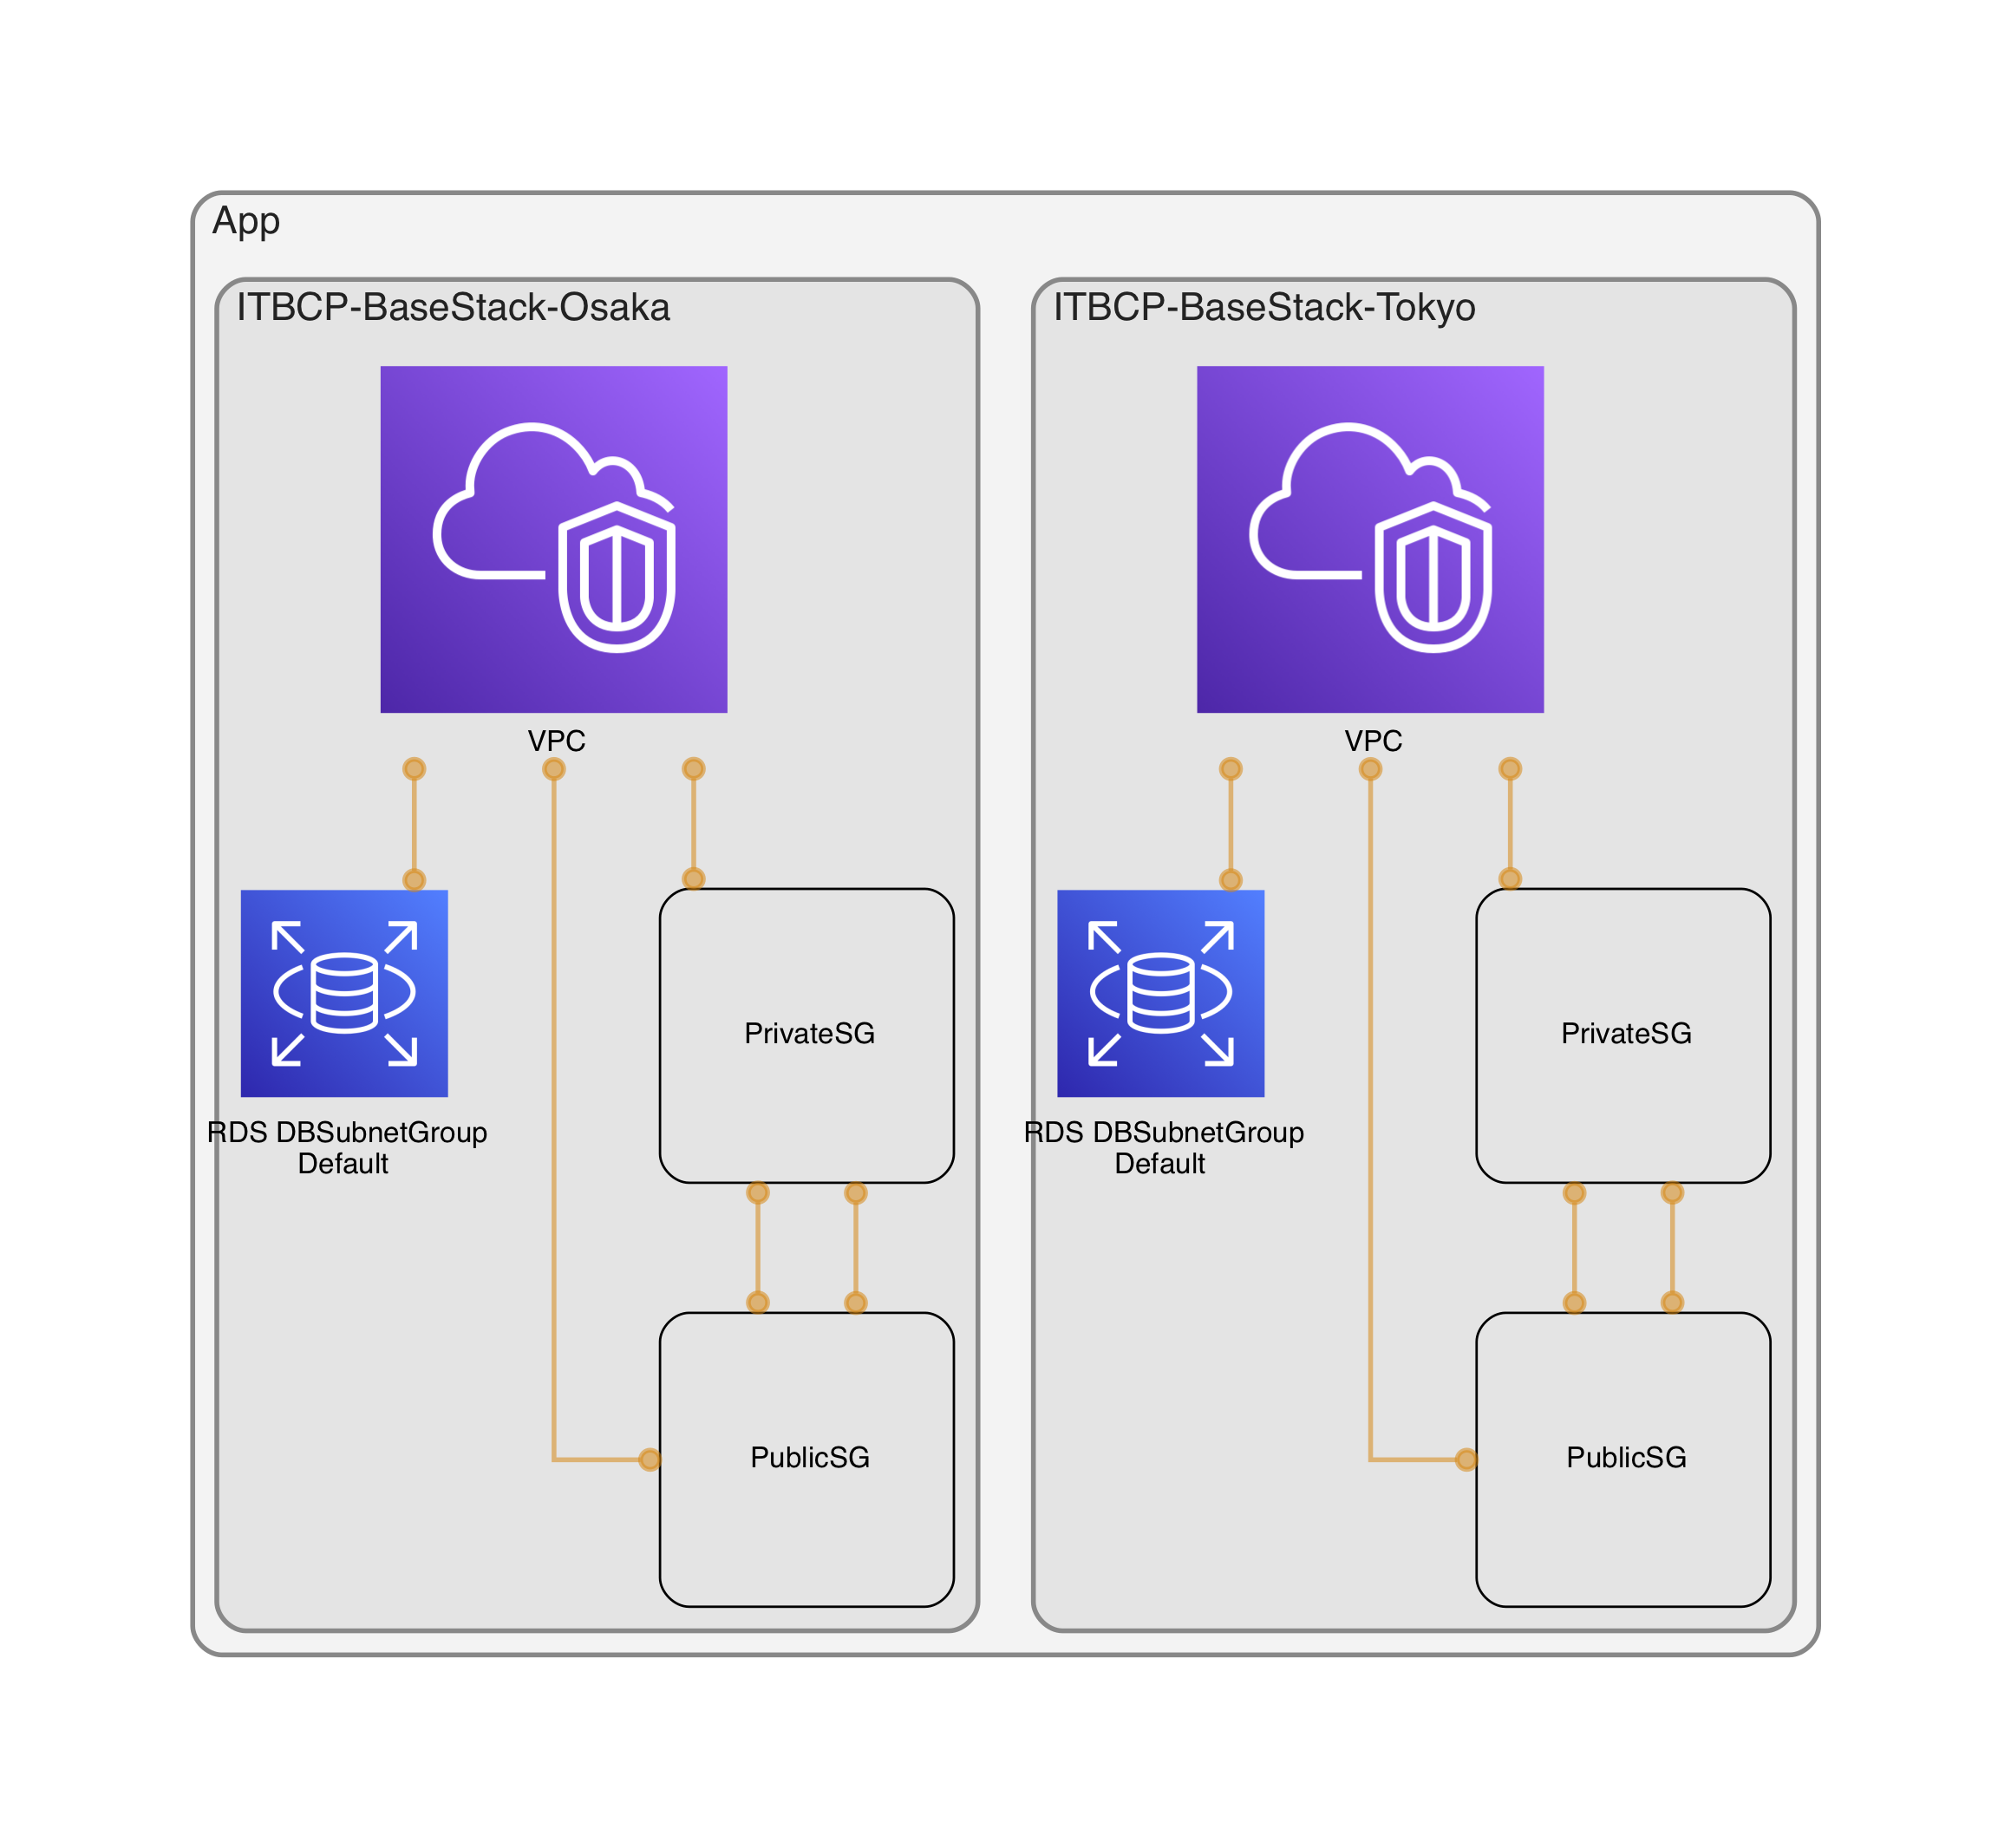 App
ITBCP-BaseStack-Osaka
VPC
RDS DBSubnetGroup
Default
PrivateSG
PublicSG
ITBCP-BaseStack-Tokyo
VPC
RDS DBSubnetGroup
Default
PrivateSG
PublicSG